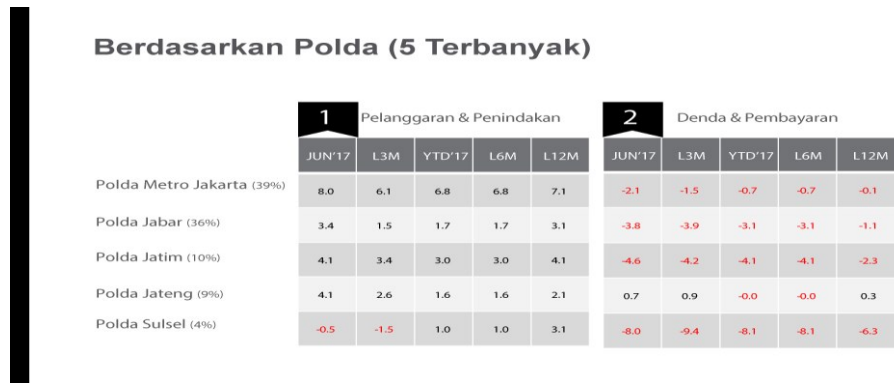 Berdasarkan Polda (5 Terbanyak)
1 Pelanggaran & Penindakan 2 Denda & Pembayaran
JUN'17 L3M YTD'17 L6M L12M JUN'17 L3M YTD'17 L6M L12M
Polda Metro Jakarta (39%) 8.0 6.1 6.8 6.8 7.1 -2.1 -1.5 -0.7 -0.7 -0.1
Polda Jabar (36%) 3.4 1.5 1.7 1.7 3.1 -3.8 -3.9 -3.1 -3.1 -1.1
Polda Jatim (10%) 4.1 3.4 3.0 3.0 4.1 -4.6 -4.2 -4.1 -4.1 -2.3
Polda Jateng (9%) 4.1 2.6 1.6 1.6 2.1 0.7 0.9 -0.0 -0.0 0.3
Polda Sulsel (4%) -0.5 -1.5 1.0 1.0 3.1 -8.0 -9.4 -8.1 -8.1 -6.3